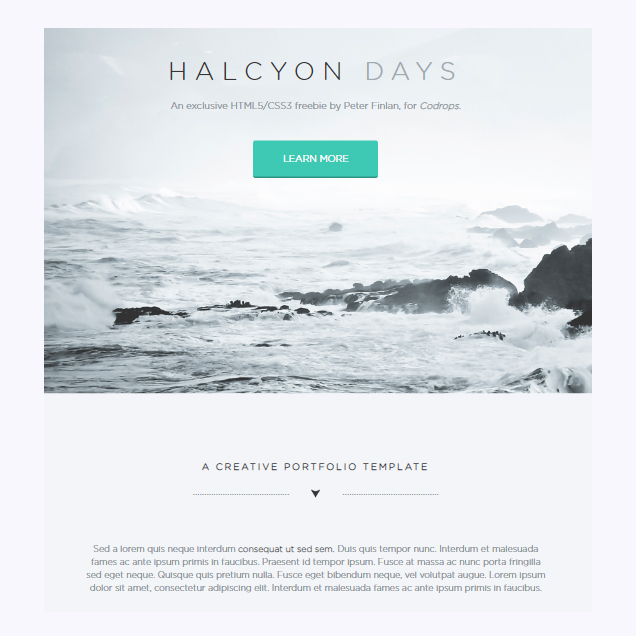 HALCYON DAYS
An exclusive HTML5/CSS3 freebie by Peter Finlan, for Codrops.
LEARN MORE
A CREATIVE PORTFOLIO TEMPLATE
Sed a lorem quis neque interdum consequat ut sed sem. Duis quis tempor nunc. Interdum et malesuada
fames ac ante ipsum primis in faucibus. Praesent id tempor ipsum. Fusce at massa ac nunc porta fringilla
sed eget neque. Quisque quis pretium nulla. Fusce eget bibendum neque, vel volutpat augue. Lorem ipsum
dolor sit amet, consectetur adipiscing elit. Interdum et malesuada fames ac ante ipsum primis in faucibus.